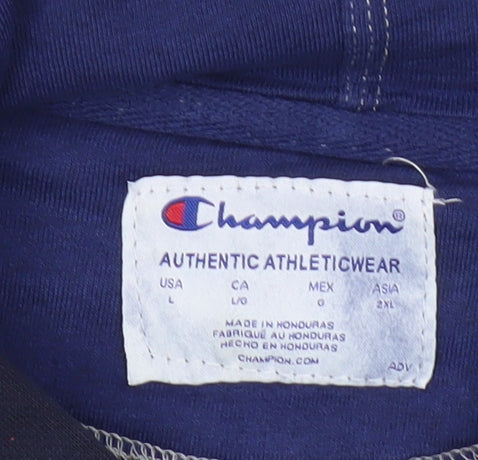 Champion®
AUTHENTIC ATHLETICWEAR
USA CA MEX ASIA
L L/G G 2XL
MADE IN HONDURAS
FABRIQUÉ AU HONDURAS
HECHO EN HONDURAS
CHAMPION.COM
ADV